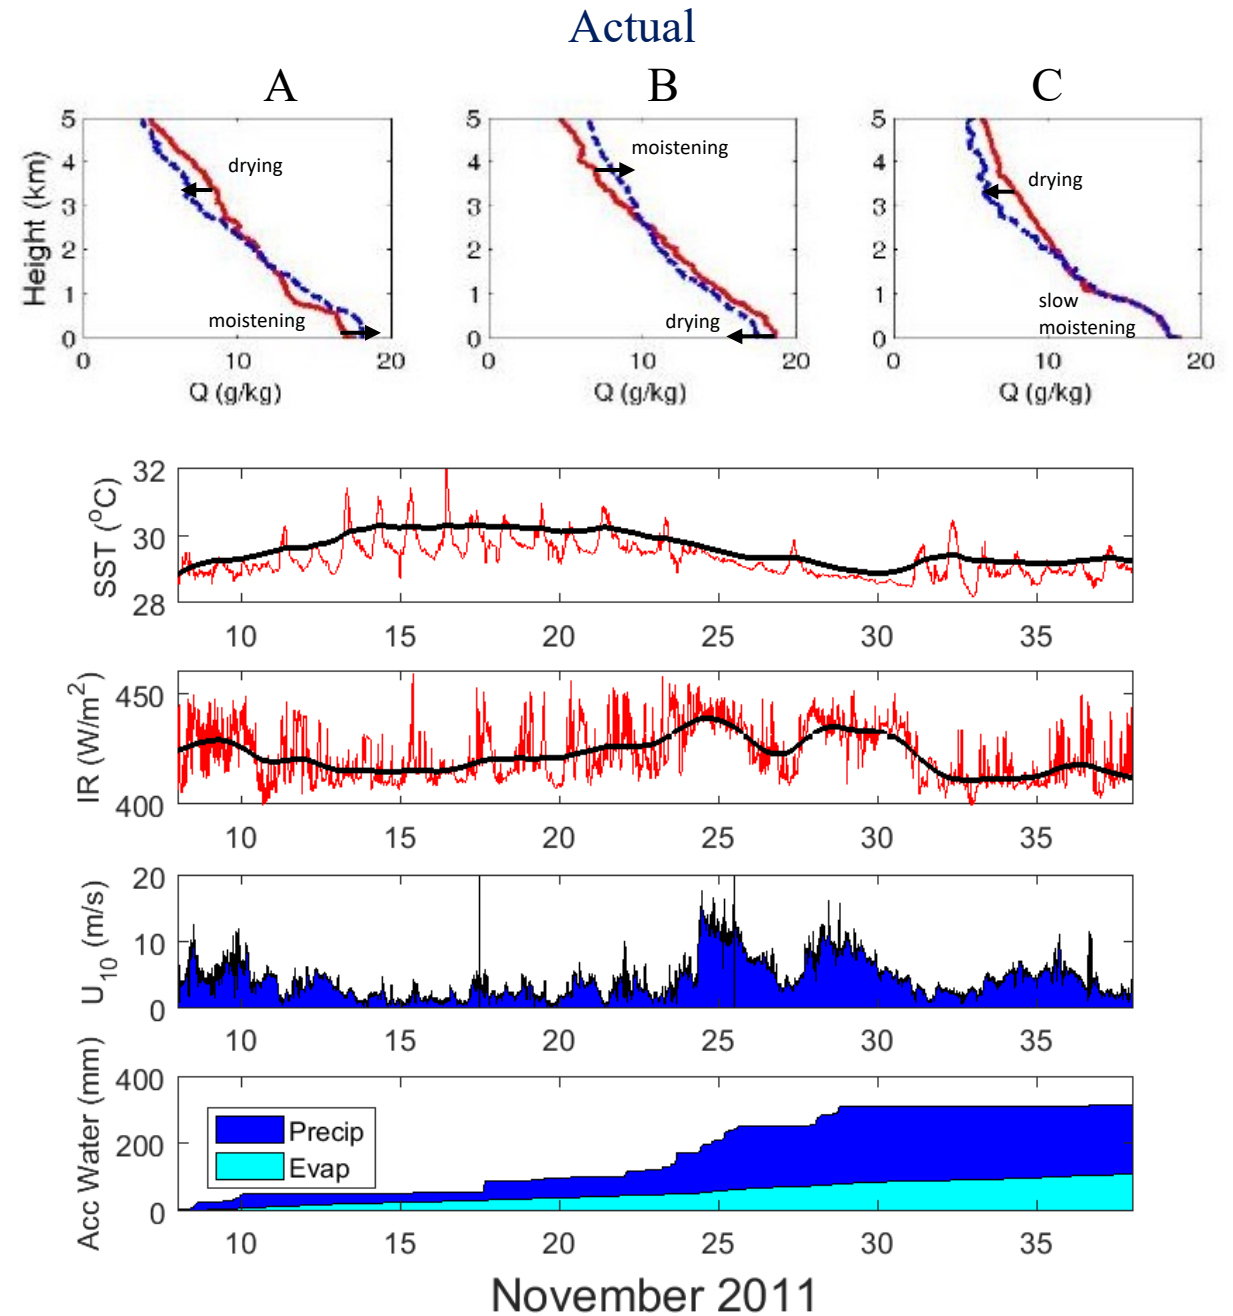 Actual
A B C
5 5 5
drying moistening drying
4 4 4
3 3 3
2 2 2
1 1 1
moistening drying slow
moistening
0 0 0
0 10 20 0 10 20 0 10 20
Height (km)
Q (g/kg) Q (g/kg) Q (g/kg)
SST (°C)
32
30
28
10 15 20 25 30 35
IR (W/m²)
450
400
10 15 20 25 30 35
U₁₀ (m/s)
20
10
0
10 15 20 25 30 35
Acc Water (mm)
400
200
0
Precip
Evap
10 15 20 25 30 35
November 2011